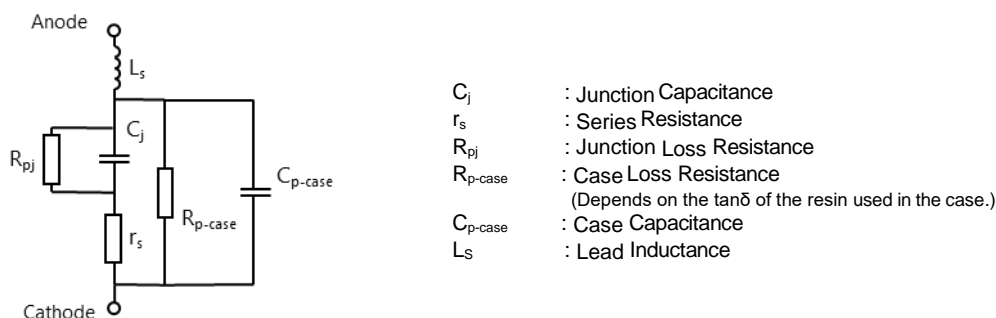 Anode
Ls
Cj
Rpj
Cp-case
Rp-case
rs
Cathode
Cj : Junction Capacitance
rs : Series Resistance
Rpj : Junction Loss Resistance
Rp-case : Case Loss Resistance
(Depends on the tanδ of the resin used in the case.)
Cp-case : Case Capacitance
LS : Lead Inductance